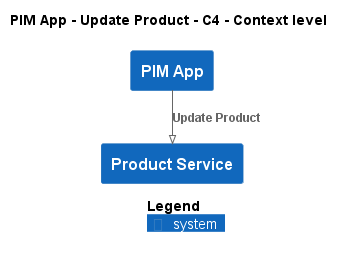 PIM App - Update Product - C4 - Context level
PIM App
Update Product
Product Service
Legend
system